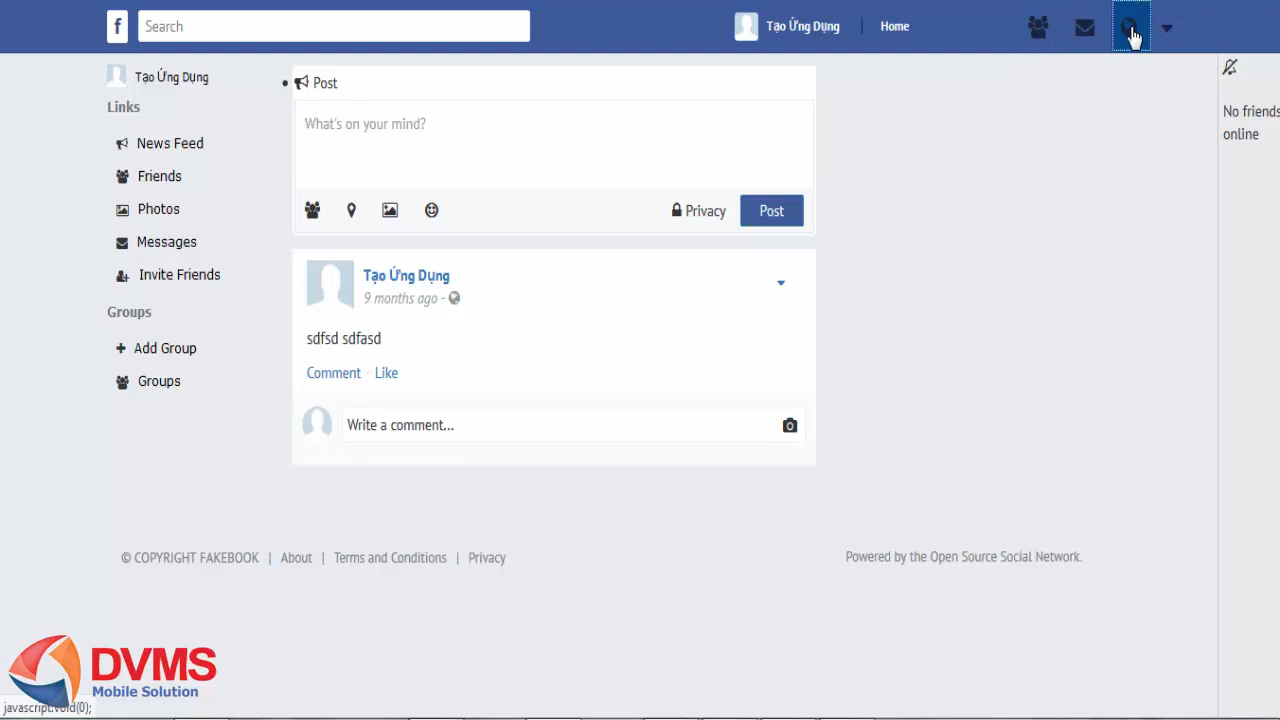 f
Search
Tạo Ứng Dụng
Home
Tạo Ứng Dụng
Links
News Feed
Friends
Photos
Messages
Invite Friends
Groups
Add Group
Groups
Post
What's on your mind?
Privacy
Post
Tạo Ứng Dụng
9 months ago -
sdfsd sdfasd
Comment Like
Write a comment...
No friends
online
© COPYRIGHT FAKEBOOK | About | Terms and Conditions | Privacy
Powered by the Open Source Social Network.
DVMS
Mobile Solution
javascript:void(0);